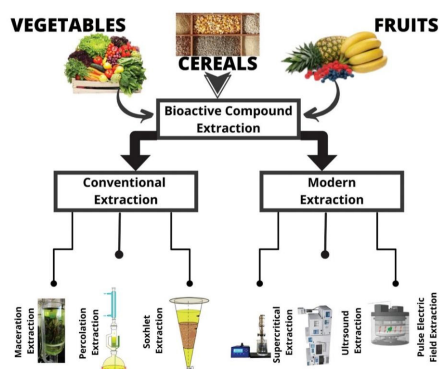 VEGETABLES
FRUITS
CEREALS
Bioactive Compound
Extraction
Conventional
Extraction
Modern
Extraction
Maceration
Extraction
Percolation
Extraction
Soxhlet
Extraction
Supercritical
Extraction
Ultrsound
Extraction
Pulse Electric
Field Extraction